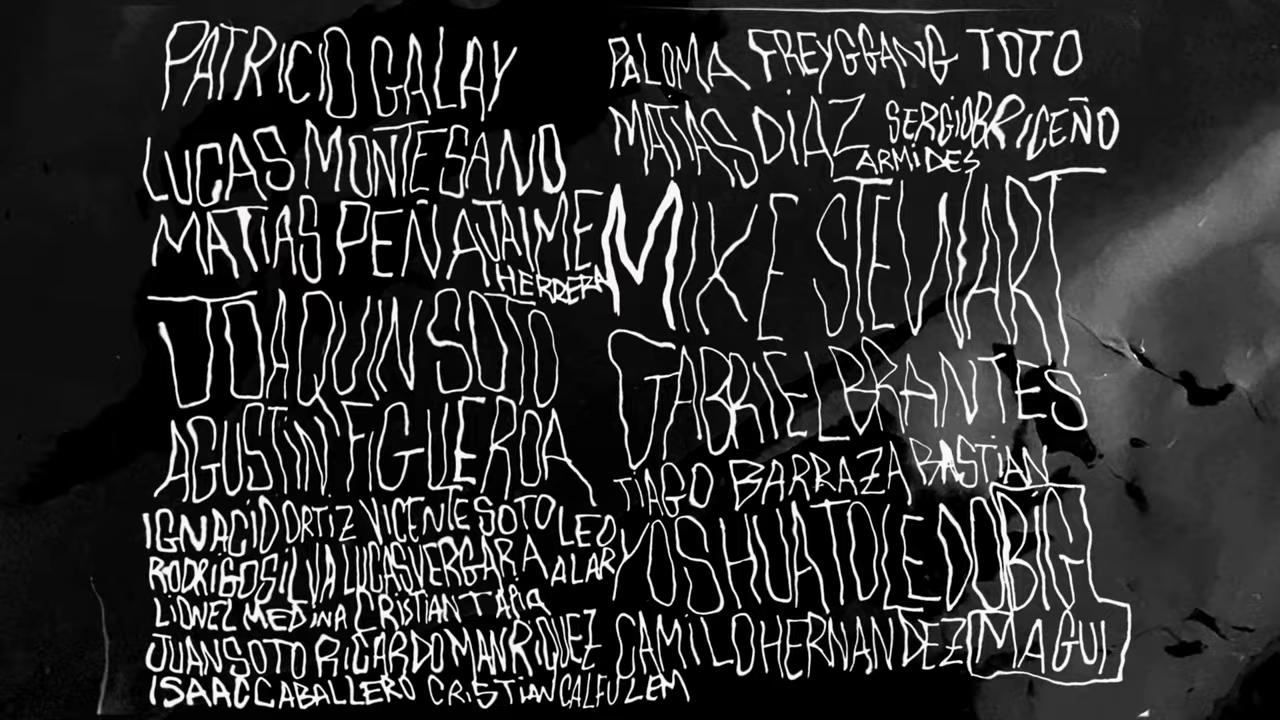 PATRICIO GALAY
LUCAS MONTESANO
MATIAS PEÑA JAIME
HERRERA
JOAQUIN SOTO
AGUSTIN FIGUEROA
IGNACIO ORTIZ VICENTE SOTO LEO
RODRIGO SILVA LUCAS VERGARA ALAR
LIONEL MEDINA CRISTIAN TAPIA
JUAN SOTO RICARDO MANRIQUEZ
ISAAC CABALLERO CRISTIAN CALFULEM
PALOMA FREYGGANG TOTO
MATIAS DIAZ SERGIO BRICEÑO
ARMIDES
MIKE STEWART
GABRIEL BRANTES
TIAGO BARRAZA BASTIAN
YOSHUA TOLEDO BIGL
CAMILO HERNANDEZ MAGUI